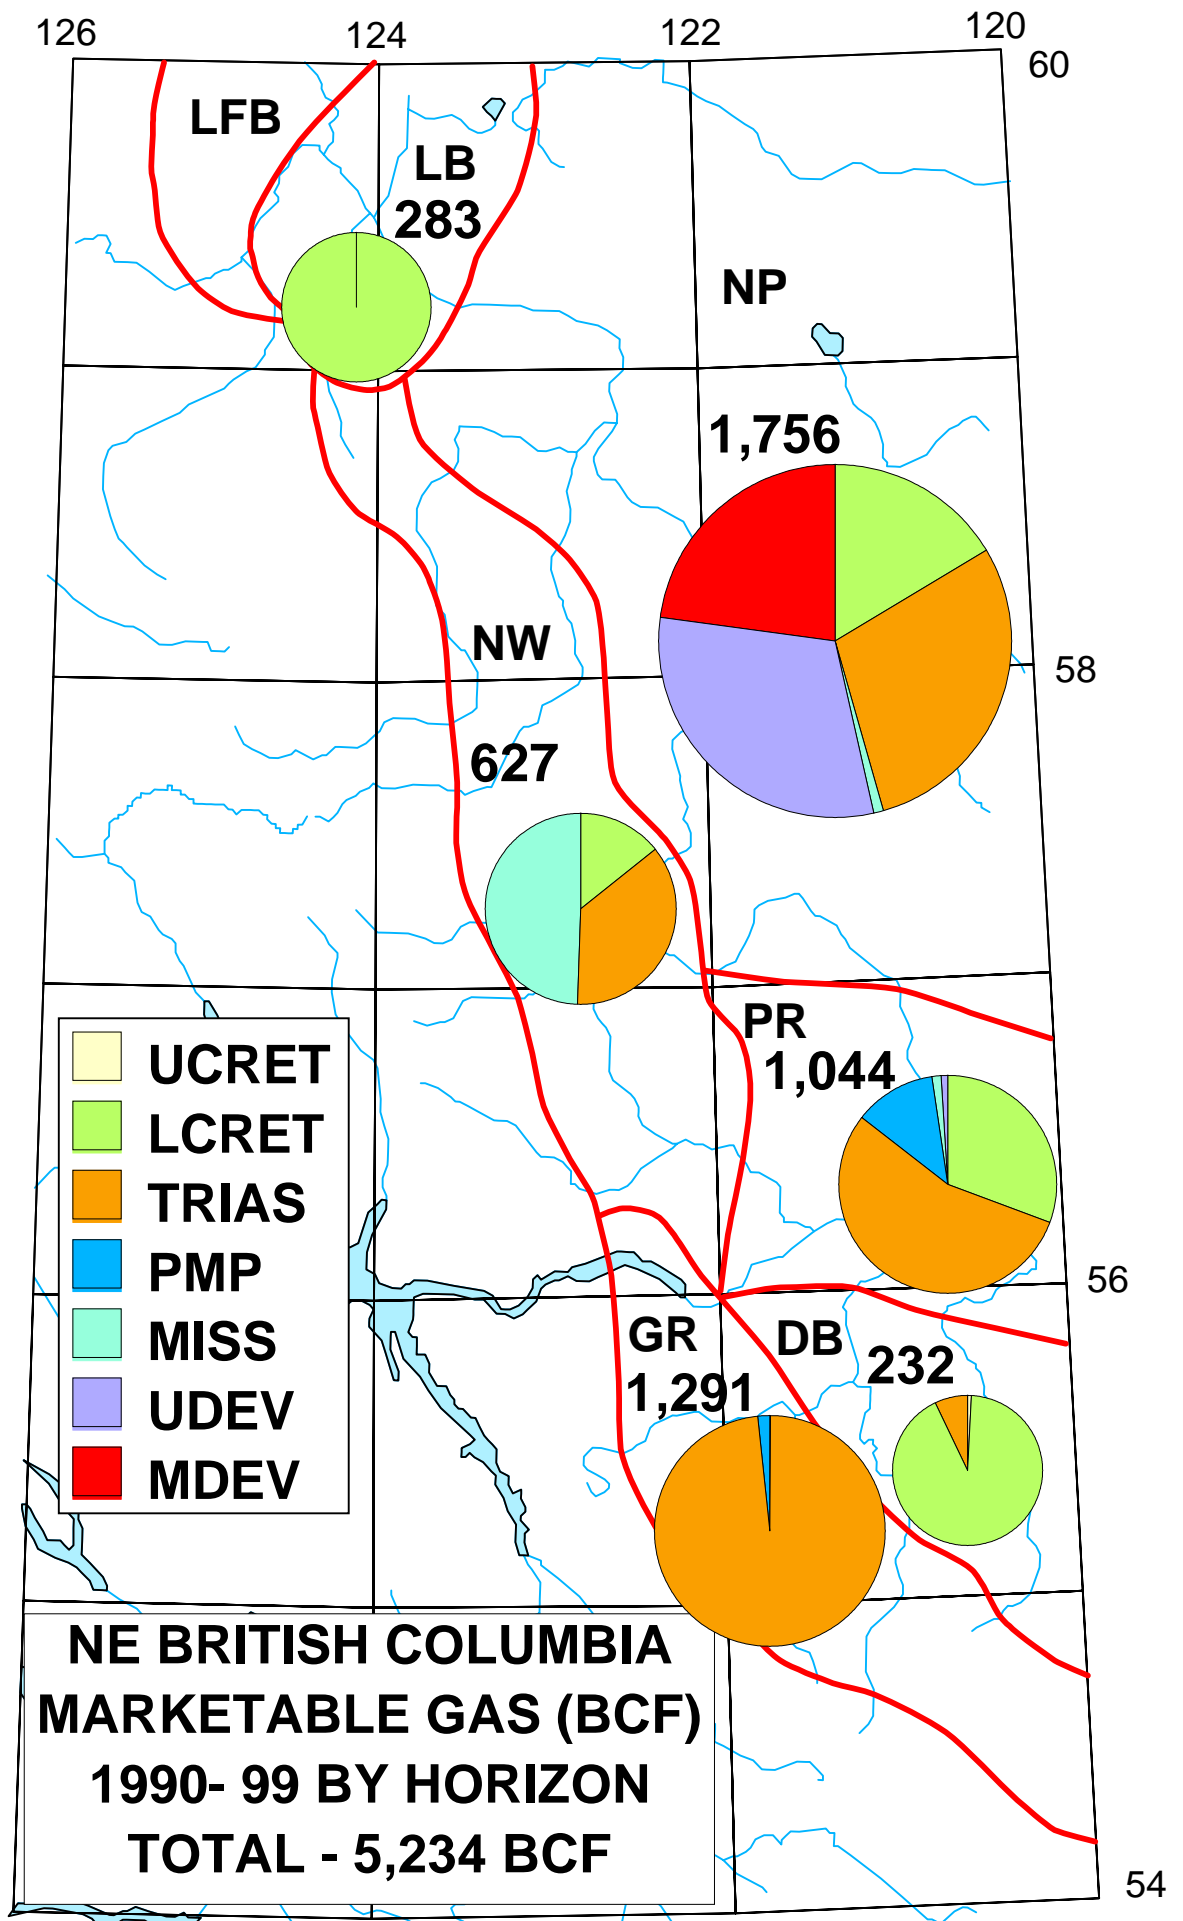 126
124
122
120
60
LFB
LB
283
NP
1,756
NW
58
627
PR
1,044
UCRET
LCRET
TRIAS
PMP
MISS
UDEV
MDEV
56
GR
1,291
DB
232
NE BRITISH COLUMBIA
MARKETABLE GAS (BCF)
1990- 99 BY HORIZON
TOTAL - 5,234 BCF
54